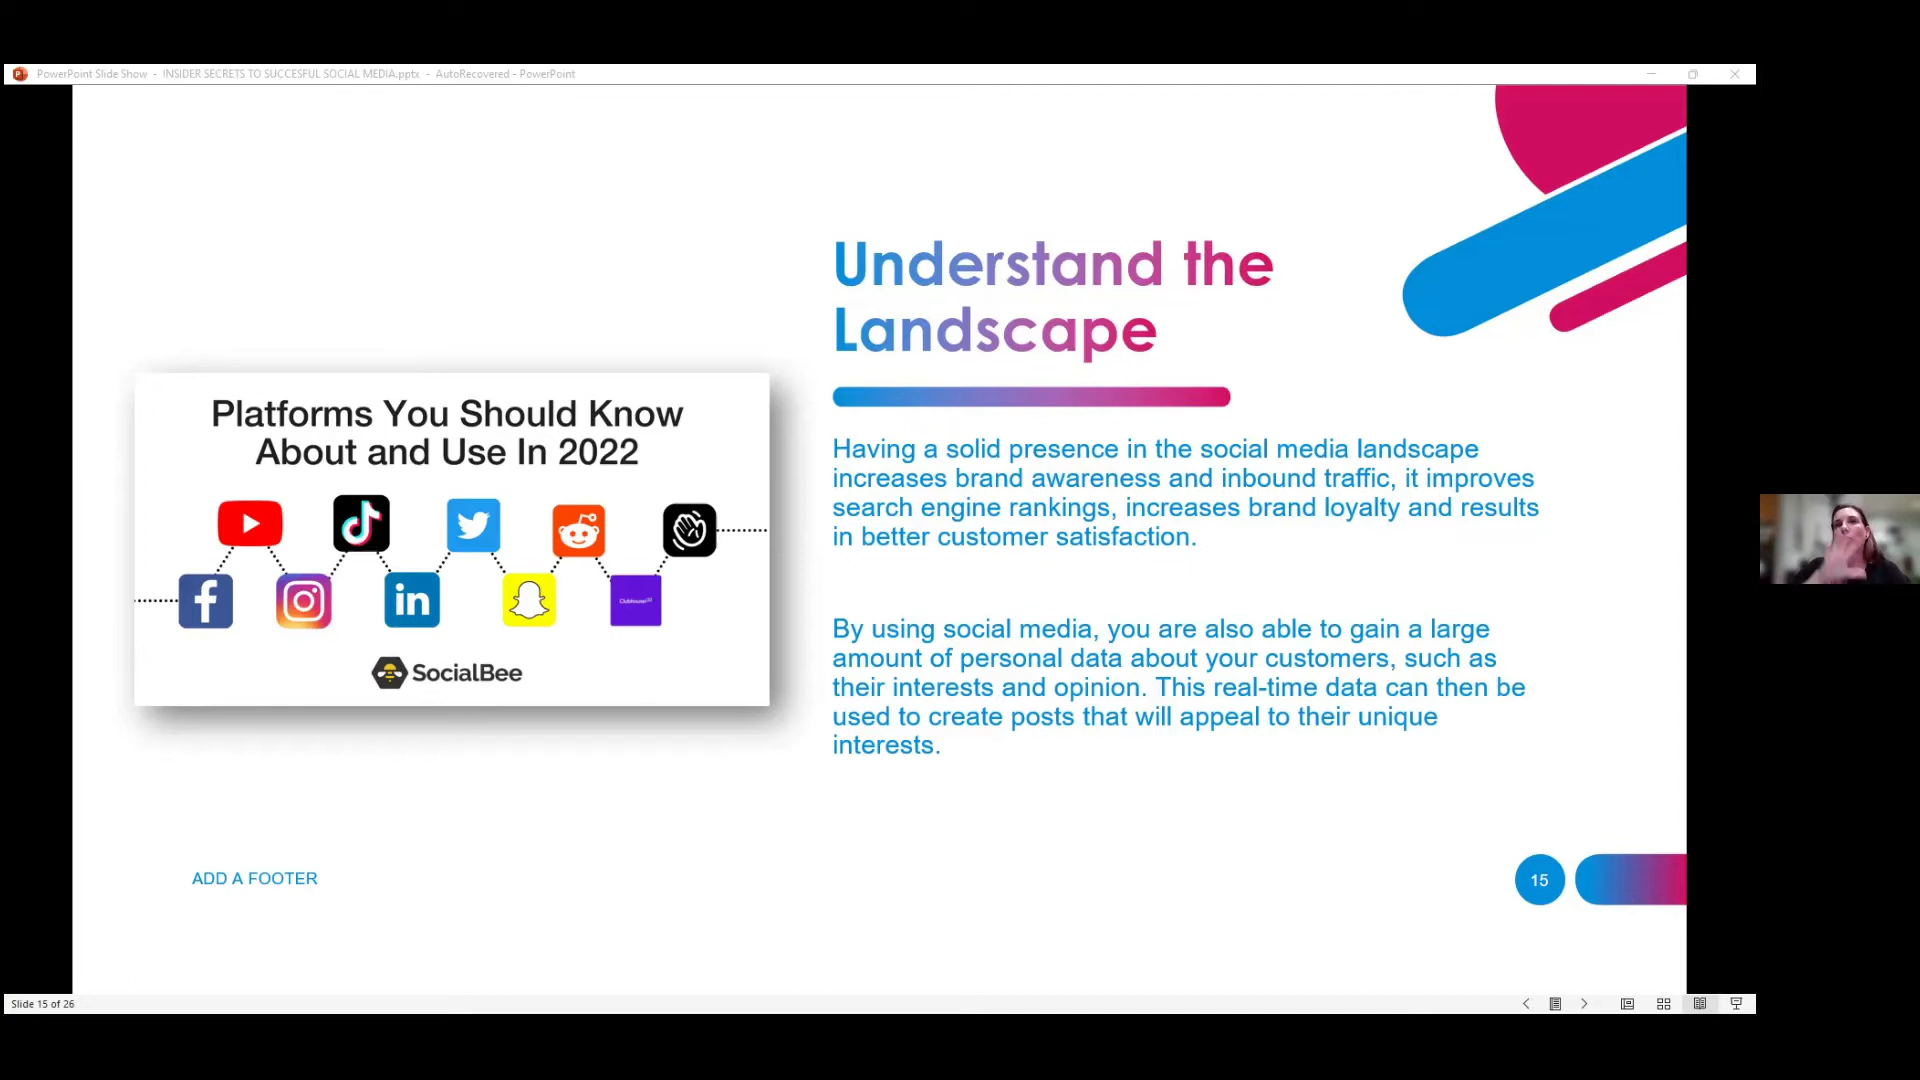 PowerPoint Slide Show - INSIDER SECRETS TO SUCCESFUL SOCIAL MEDIA.pptx - AutoRecovered - PowerPoint
Understand the
Landscape
Platforms You Should Know
About and Use In 2022
in
SocialBee
Having a solid presence in the social media landscape
increases brand awareness and inbound traffic, it improves
search engine rankings, increases brand loyalty and results
in better customer satisfaction.
By using social media, you are also able to gain a large
amount of personal data about your customers, such as
their interests and opinion. This real-time data can then be
used to create posts that will appeal to their unique
interests.
ADD A FOOTER
15
Slide 15 of 26